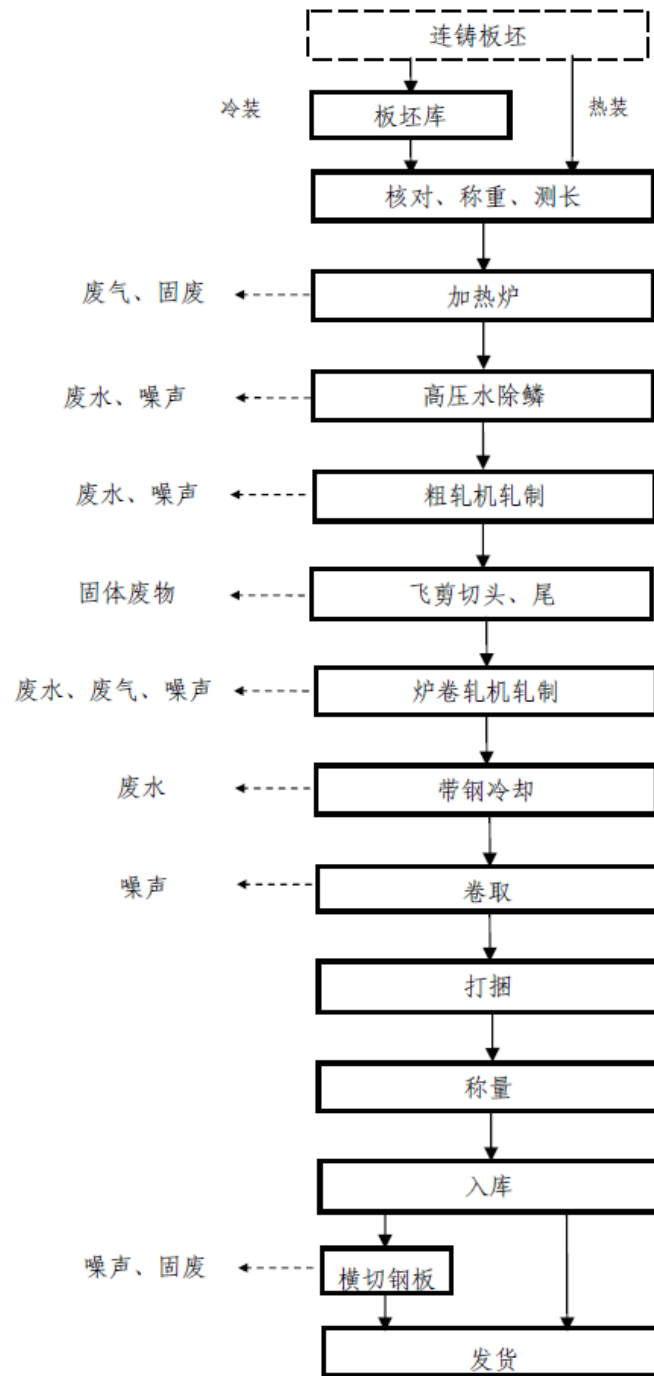 连铸板坯
冷装
热装
板坯库
核对、称重、测长
废气、固废
加热炉
废水、噪声
高压水除鳞
废水、噪声
粗轧机轧制
固体废物
飞剪切头、尾
废水、废气、噪声
炉卷轧机轧制
废水
带钢冷却
噪声
卷取
打捆
称量
入库
噪声、固废
横切钢板
发货